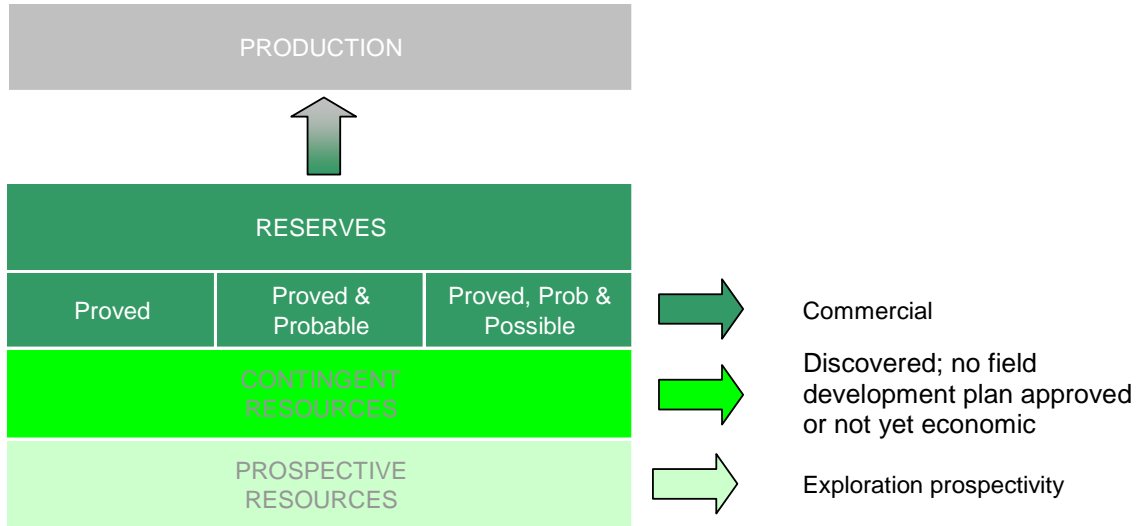 PRODUCTION
RESERVES
Proved
Proved &
Probable
Proved, Prob &
Possible
Commercial
CONTINGENT
RESOURCES
Discovered; no field
development plan approved
or not yet economic
PROSPECTIVE
RESOURCES
Exploration prospectivity